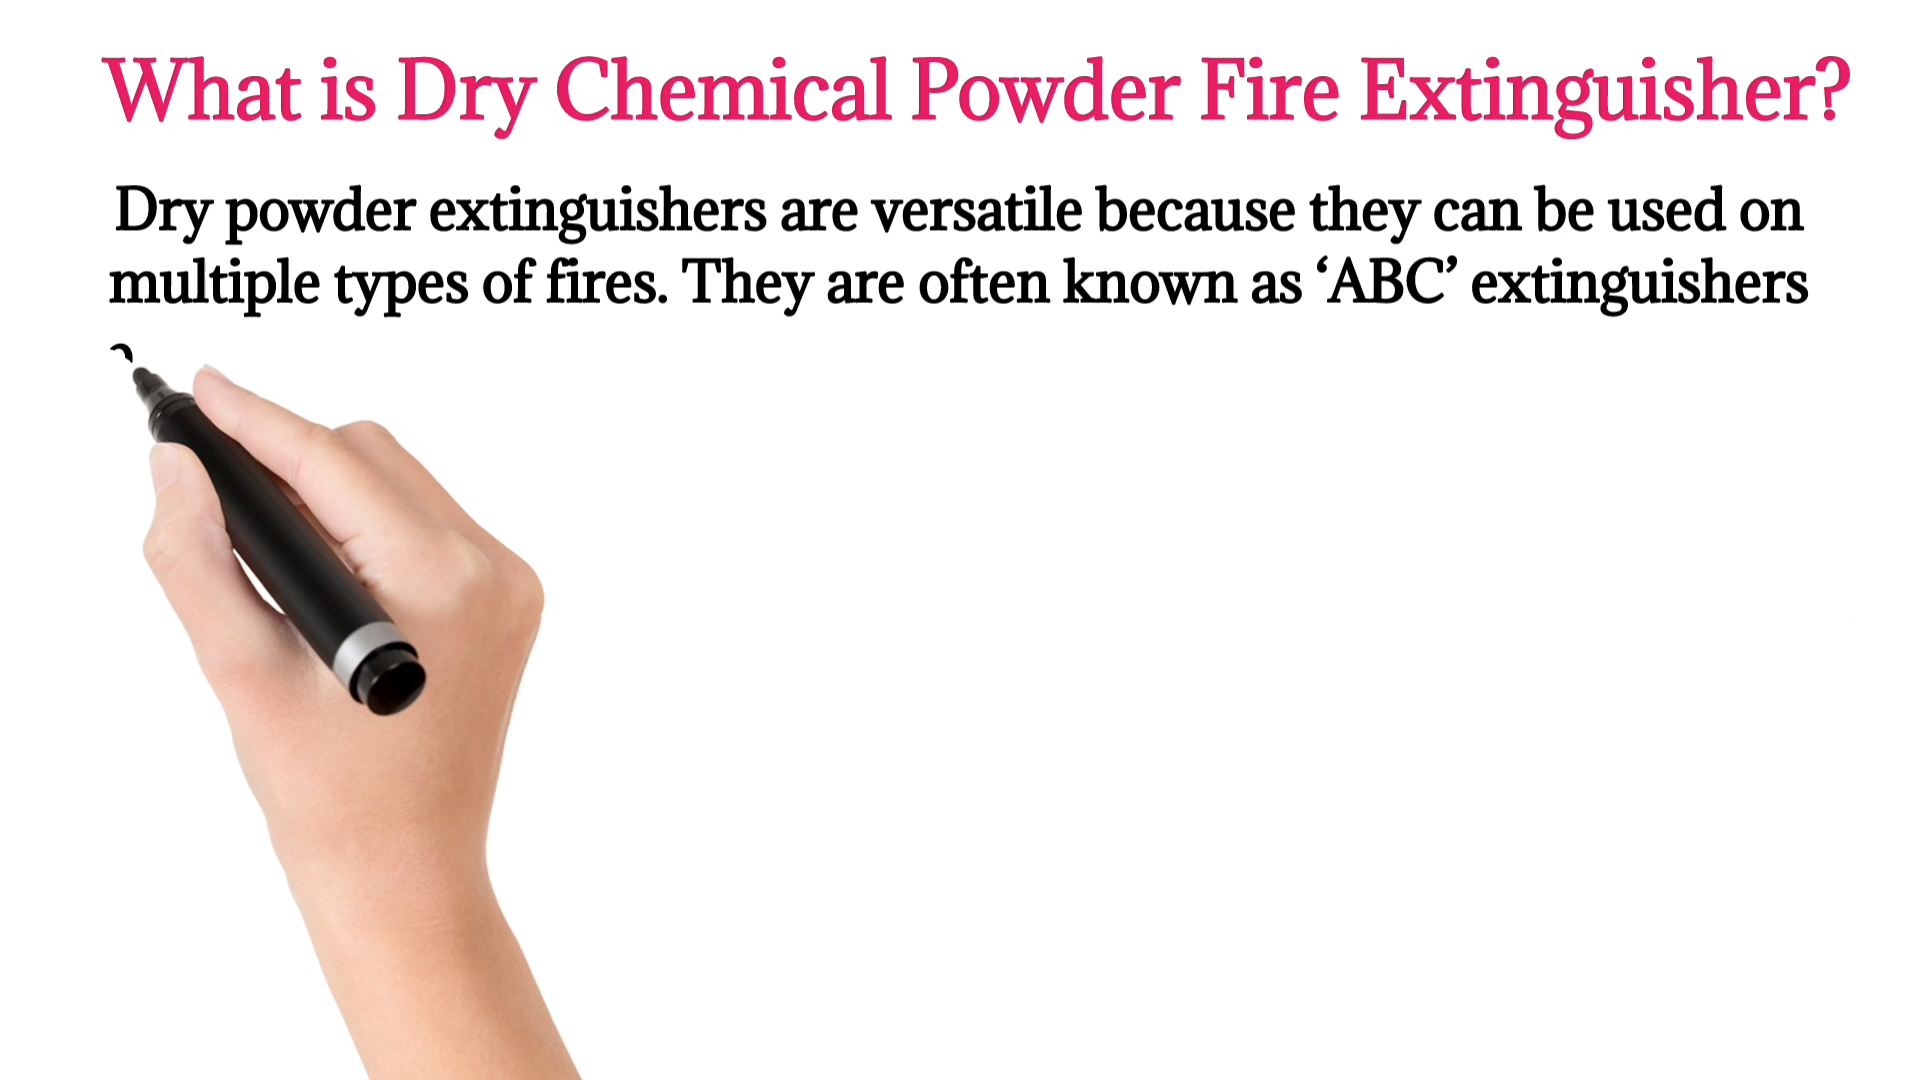 What is Dry Chemical Powder Fire Extinguisher?
Dry powder extinguishers are versatile because they can be used on
multiple types of fires. They are often known as ‘ABC’ extinguishers